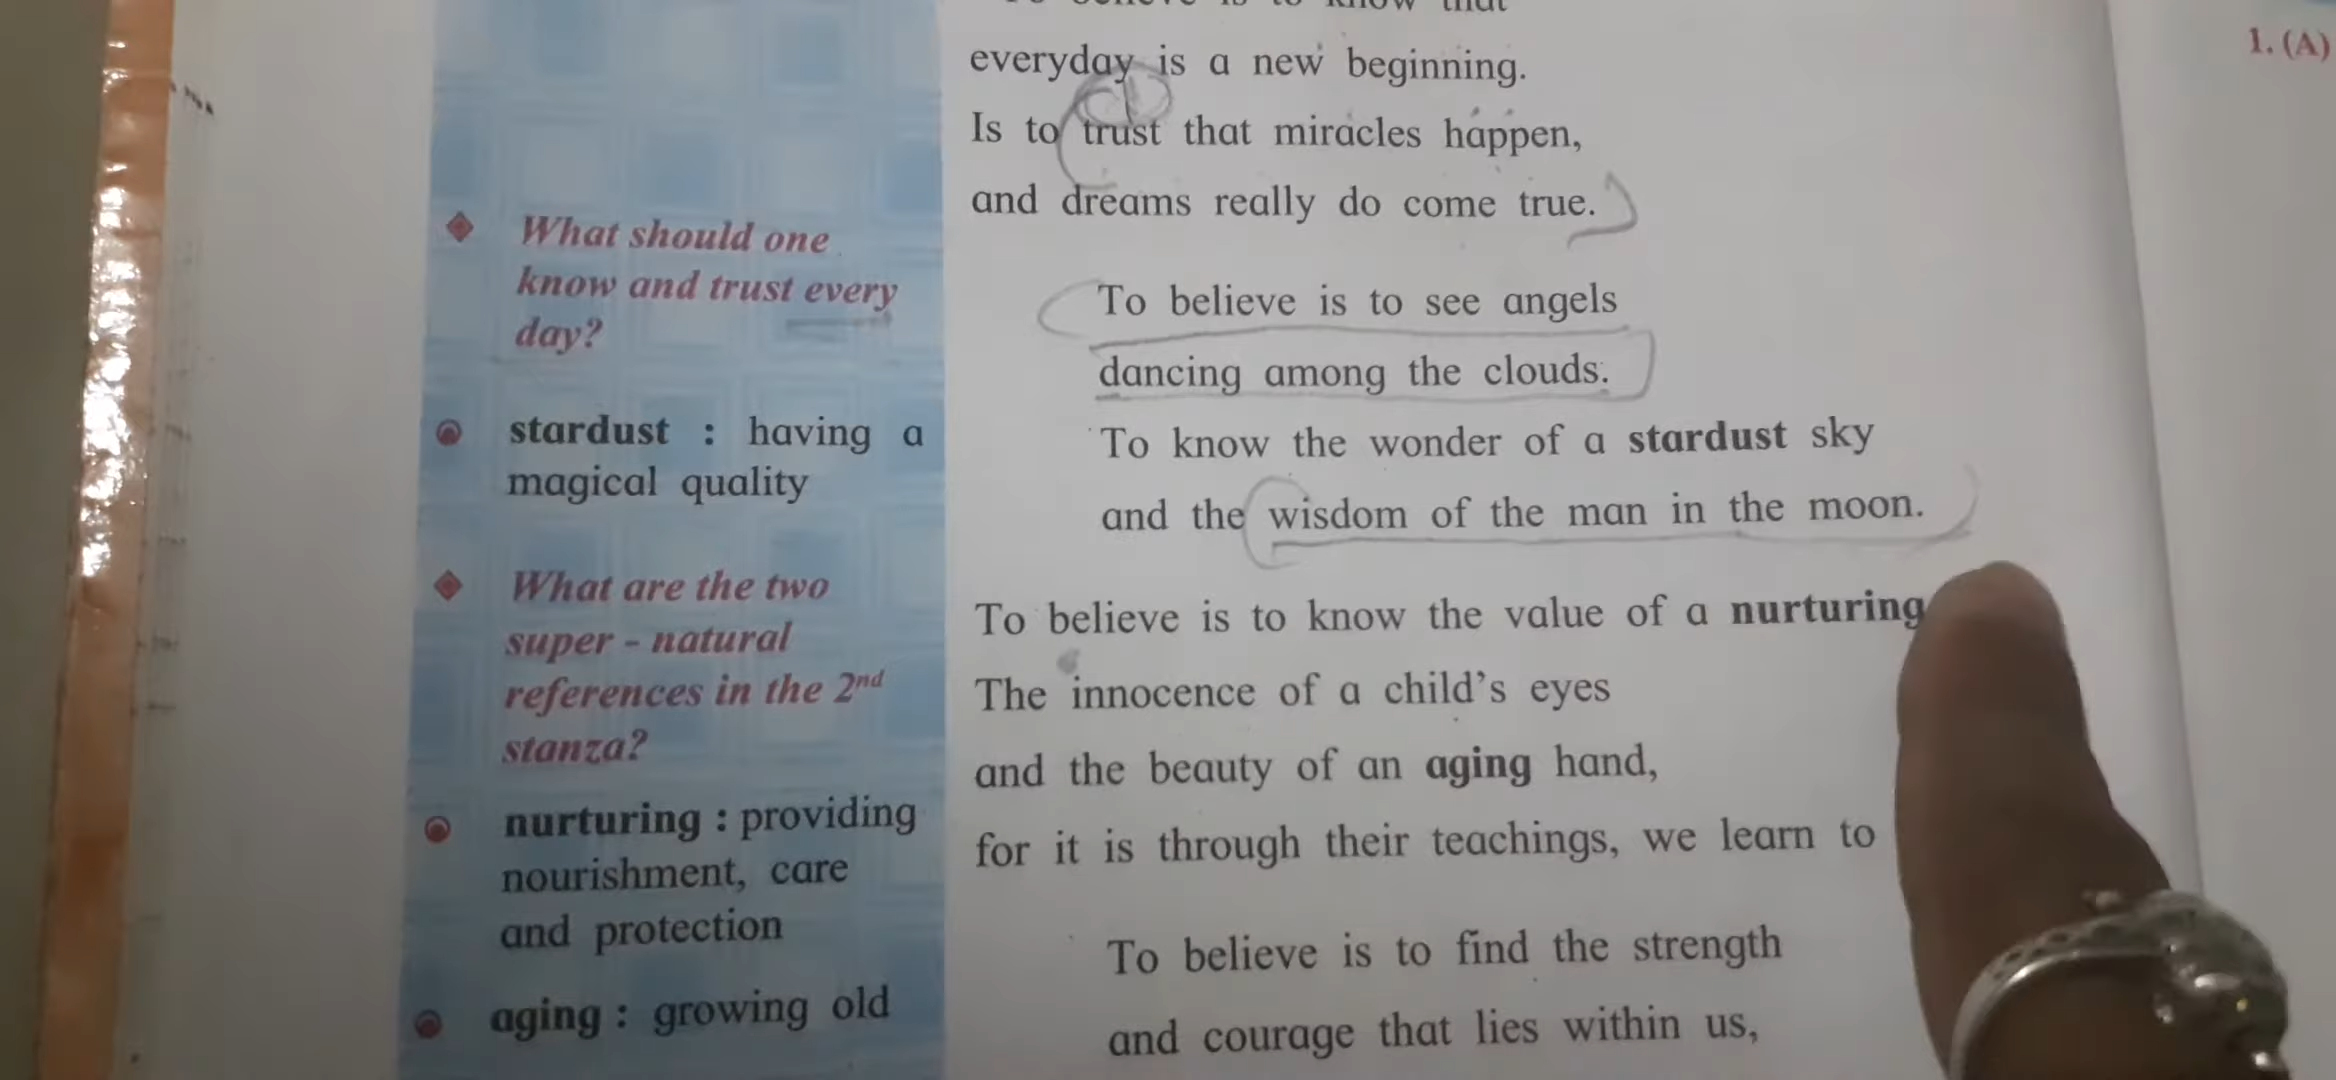 To believe is to know that
everyday is a new beginning.
Is to trust that miracles happen,
and dreams really do come true.
To believe is to see angels
dancing among the clouds.
To know the wonder of a stardust sky
and the wisdom of the man in the moon.
To believe is to know the value of a nurturing
The innocence of a child's eyes
and the beauty of an aging hand,
for it is through their teachings, we learn to
To believe is to find the strength
and courage that lies within us,
What should one
know and trust every
day?
stardust : having a
magical quality
What are the two
super - natural
references in the 2nd
stanza?
nurturing : providing
nourishment, care
and protection
aging : growing old
1. (A)